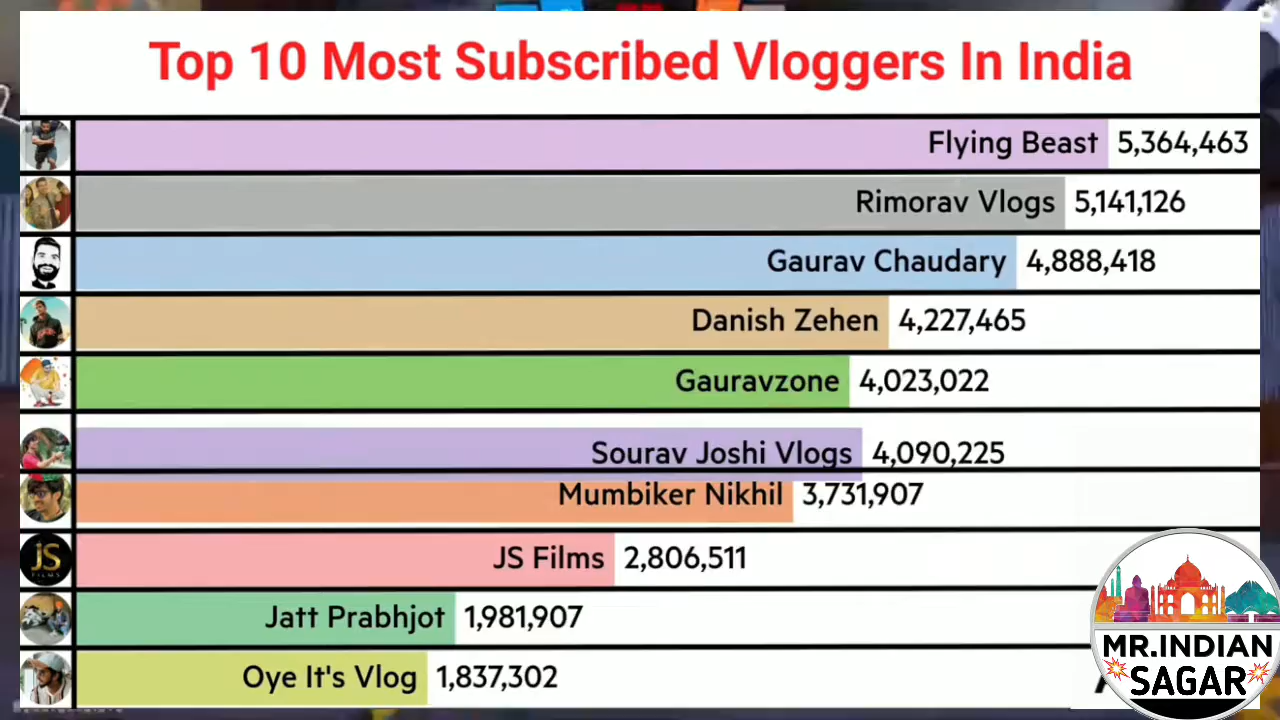 Top 10 Most Subscribed Vloggers In India
Flying Beast 5,364,463
Rimorav Vlogs 5,141,126
Gaurav Chaudary 4,888,418
Danish Zehen 4,227,465
Gauravzone 4,023,022
Sourav Joshi Vlogs 4,090,225
Mumbiker Nikhil 3,731,907
JS FILMS JS Films 2,806,511
Jatt Prabhjot 1,981,907
Oye It's Vlog 1,837,302
MR.INDIAN
SAGAR